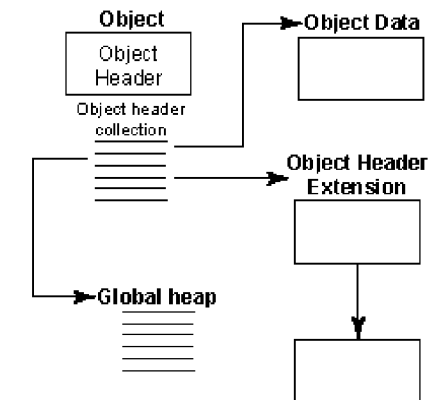 Object
Object Data
Object
Header
Object header
collection
Object Header
Extension
Global heap